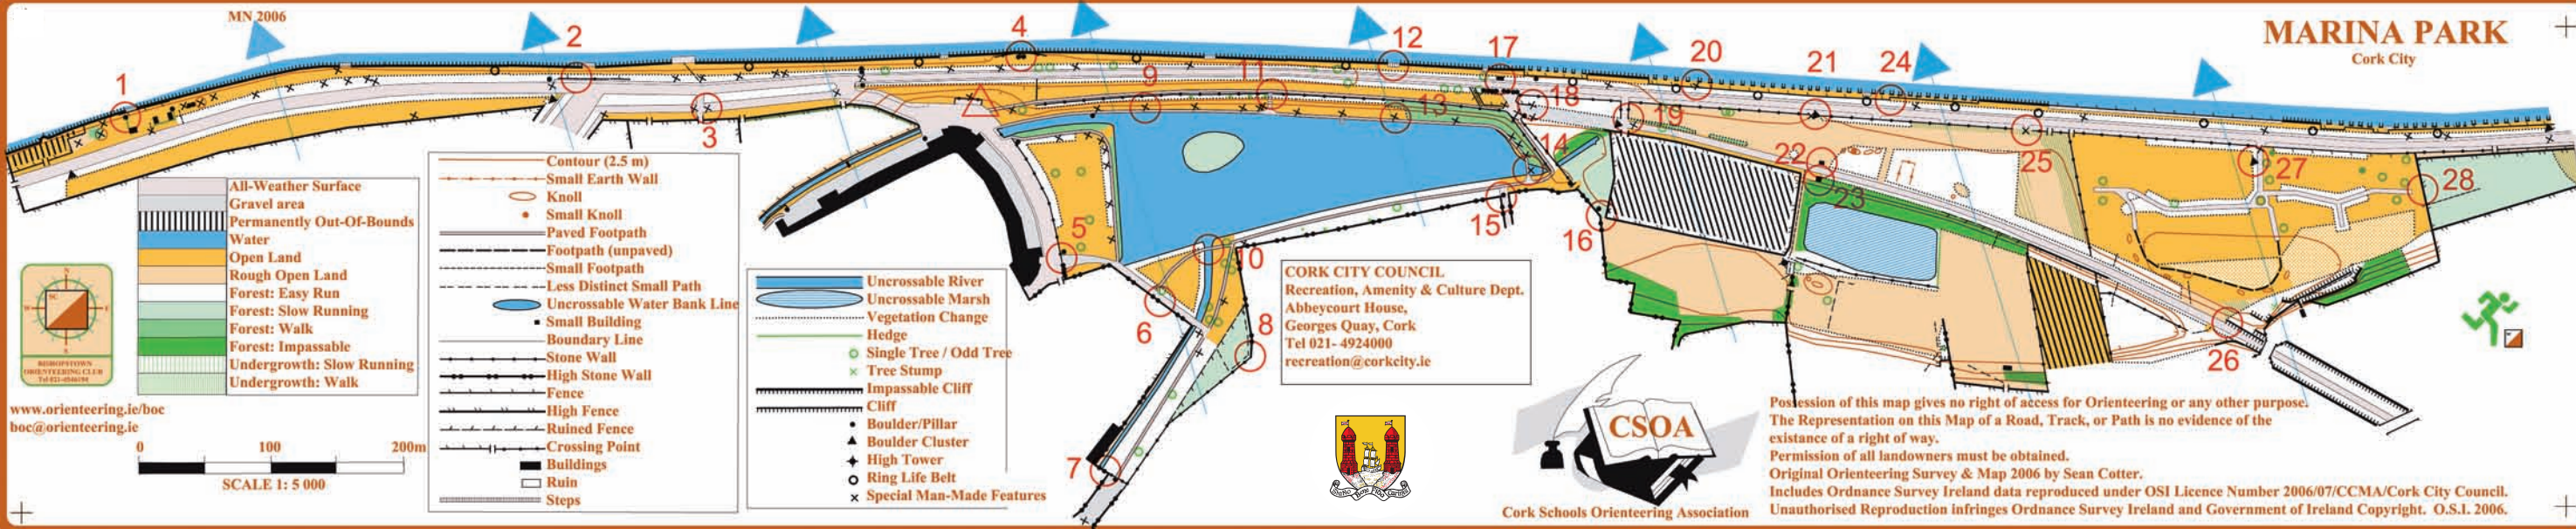 MN 2006
MARINA PARK
Cork City
1
2
3
4
5
6
7
8
9
10
11
12
13
14
15
16
17
18
19
20
21
22
23
24
25
26
27
28
All-Weather Surface
Gravel area
Permanently Out-Of-Bounds
Water
Open Land
Rough Open Land
Forest: Easy Run
Forest: Slow Running
Forest: Walk
Forest: Impassable
Undergrowth: Slow Running
Undergrowth: Walk
Contour (2.5 m)
Small Earth Wall
Knoll
Small Knoll
Paved Footpath
Footpath (unpaved)
Small Footpath
Less Distinct Small Path
Uncrossable Water Bank Line
Small Building
Boundary Line
Stone Wall
High Stone Wall
Fence
High Fence
Ruined Fence
Crossing Point
Buildings
Ruin
Steps
Uncrossable River
Uncrossable Marsh
Vegetation Change
Hedge
Single Tree / Odd Tree
Tree Stump
Impassable Cliff
Cliff
Boulder/Pillar
Boulder Cluster
High Tower
Ring Life Belt
Special Man-Made Features
N
W
E
S
SC
BISHOPSTOWN
ORIENTEERING CLUB
www.orienteering.ie/boc
boc@orienteering.ie
0 100 200m
SCALE 1: 5 000
CORK CITY COUNCIL
Recreation, Amenity & Culture Dept.
Abbeycourt House,
Georges Quay, Cork
Tel 021- 4924000
recreation@corkcity.ie
CSOA
Cork Schools Orienteering Association
Possession of this map gives no right of access for Orienteering or any other purpose.
The Representation on this Map of a Road, Track, or Path is no evidence of the
existance of a right of way.
Permission of all landowners must be obtained.
Original Orienteering Survey & Map 2006 by Sean Cotter.
Includes Ordnance Survey Ireland data reproduced under OSI Licence Number 2006/07/CCMA/Cork City Council.
Unauthorised Reproduction infringes Ordnance Survey Ireland and Government of Ireland Copyright. O.S.I. 2006.